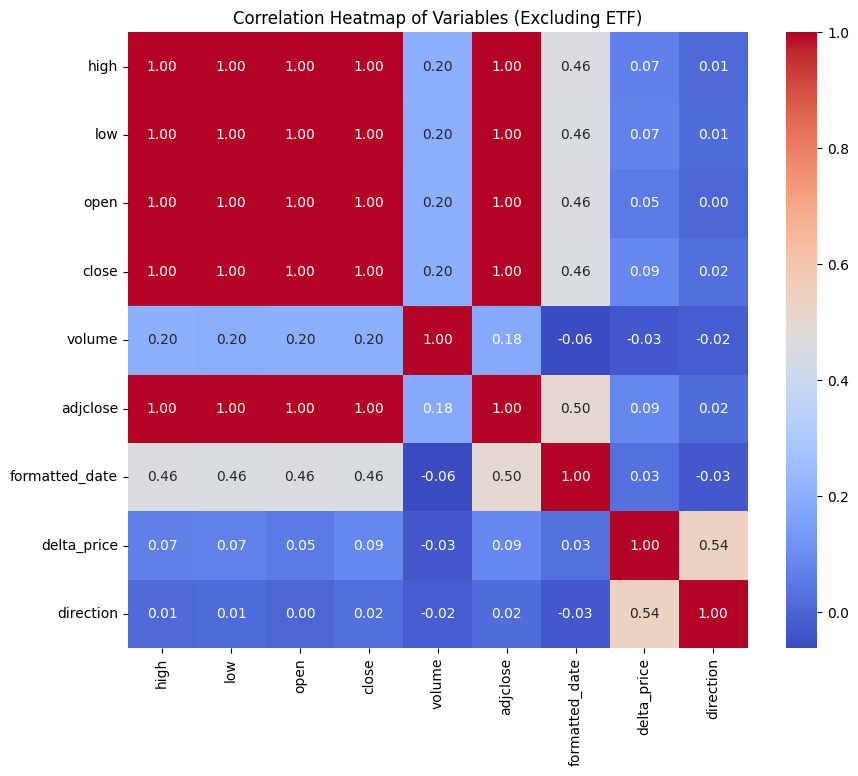 Correlation Heatmap of Variables (Excluding ETF)
high 1.00 1.00 1.00 1.00 0.20 1.00 0.46 0.07 0.01
low 1.00 1.00 1.00 1.00 0.20 1.00 0.46 0.07 0.01
open 1.00 1.00 1.00 1.00 0.20 1.00 0.46 0.05 0.00
close 1.00 1.00 1.00 1.00 0.20 1.00 0.46 0.09 0.02
volume 0.20 0.20 0.20 0.20 1.00 0.18 -0.06 -0.03 -0.02
adjclose 1.00 1.00 1.00 1.00 0.18 1.00 0.50 0.09 0.02
formatted_date 0.46 0.46 0.46 0.46 -0.06 0.50 1.00 0.03 -0.03
delta_price 0.07 0.07 0.05 0.09 -0.03 0.09 0.03 1.00 0.54
direction 0.01 0.01 0.00 0.02 -0.02 0.02 -0.03 0.54 1.00
high low open close volume adjclose formatted_date delta_price direction
1.0
0.8
0.6
0.4
0.2
0.0